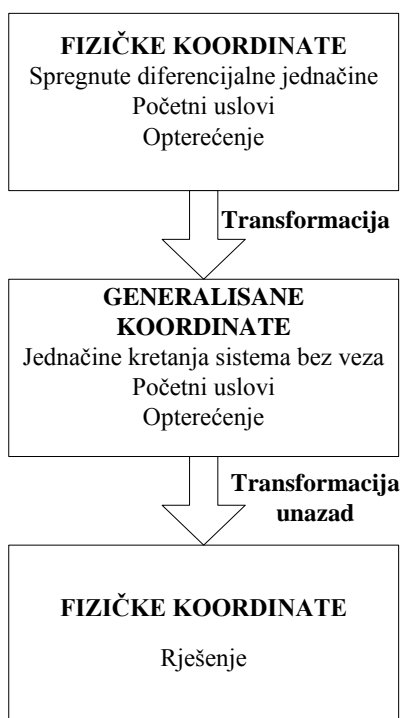 FIZIČKE KOORDINATE
Spregnute diferencijalne jednačine
Početni uslovi
Opterećenje
Transformacija
GENERALISANE
KOORDINATE
Jednačine kretanja sistema bez veza
Početni uslovi
Opterećenje
Transformacija
unazad
FIZIČKE KOORDINATE
Rješenje